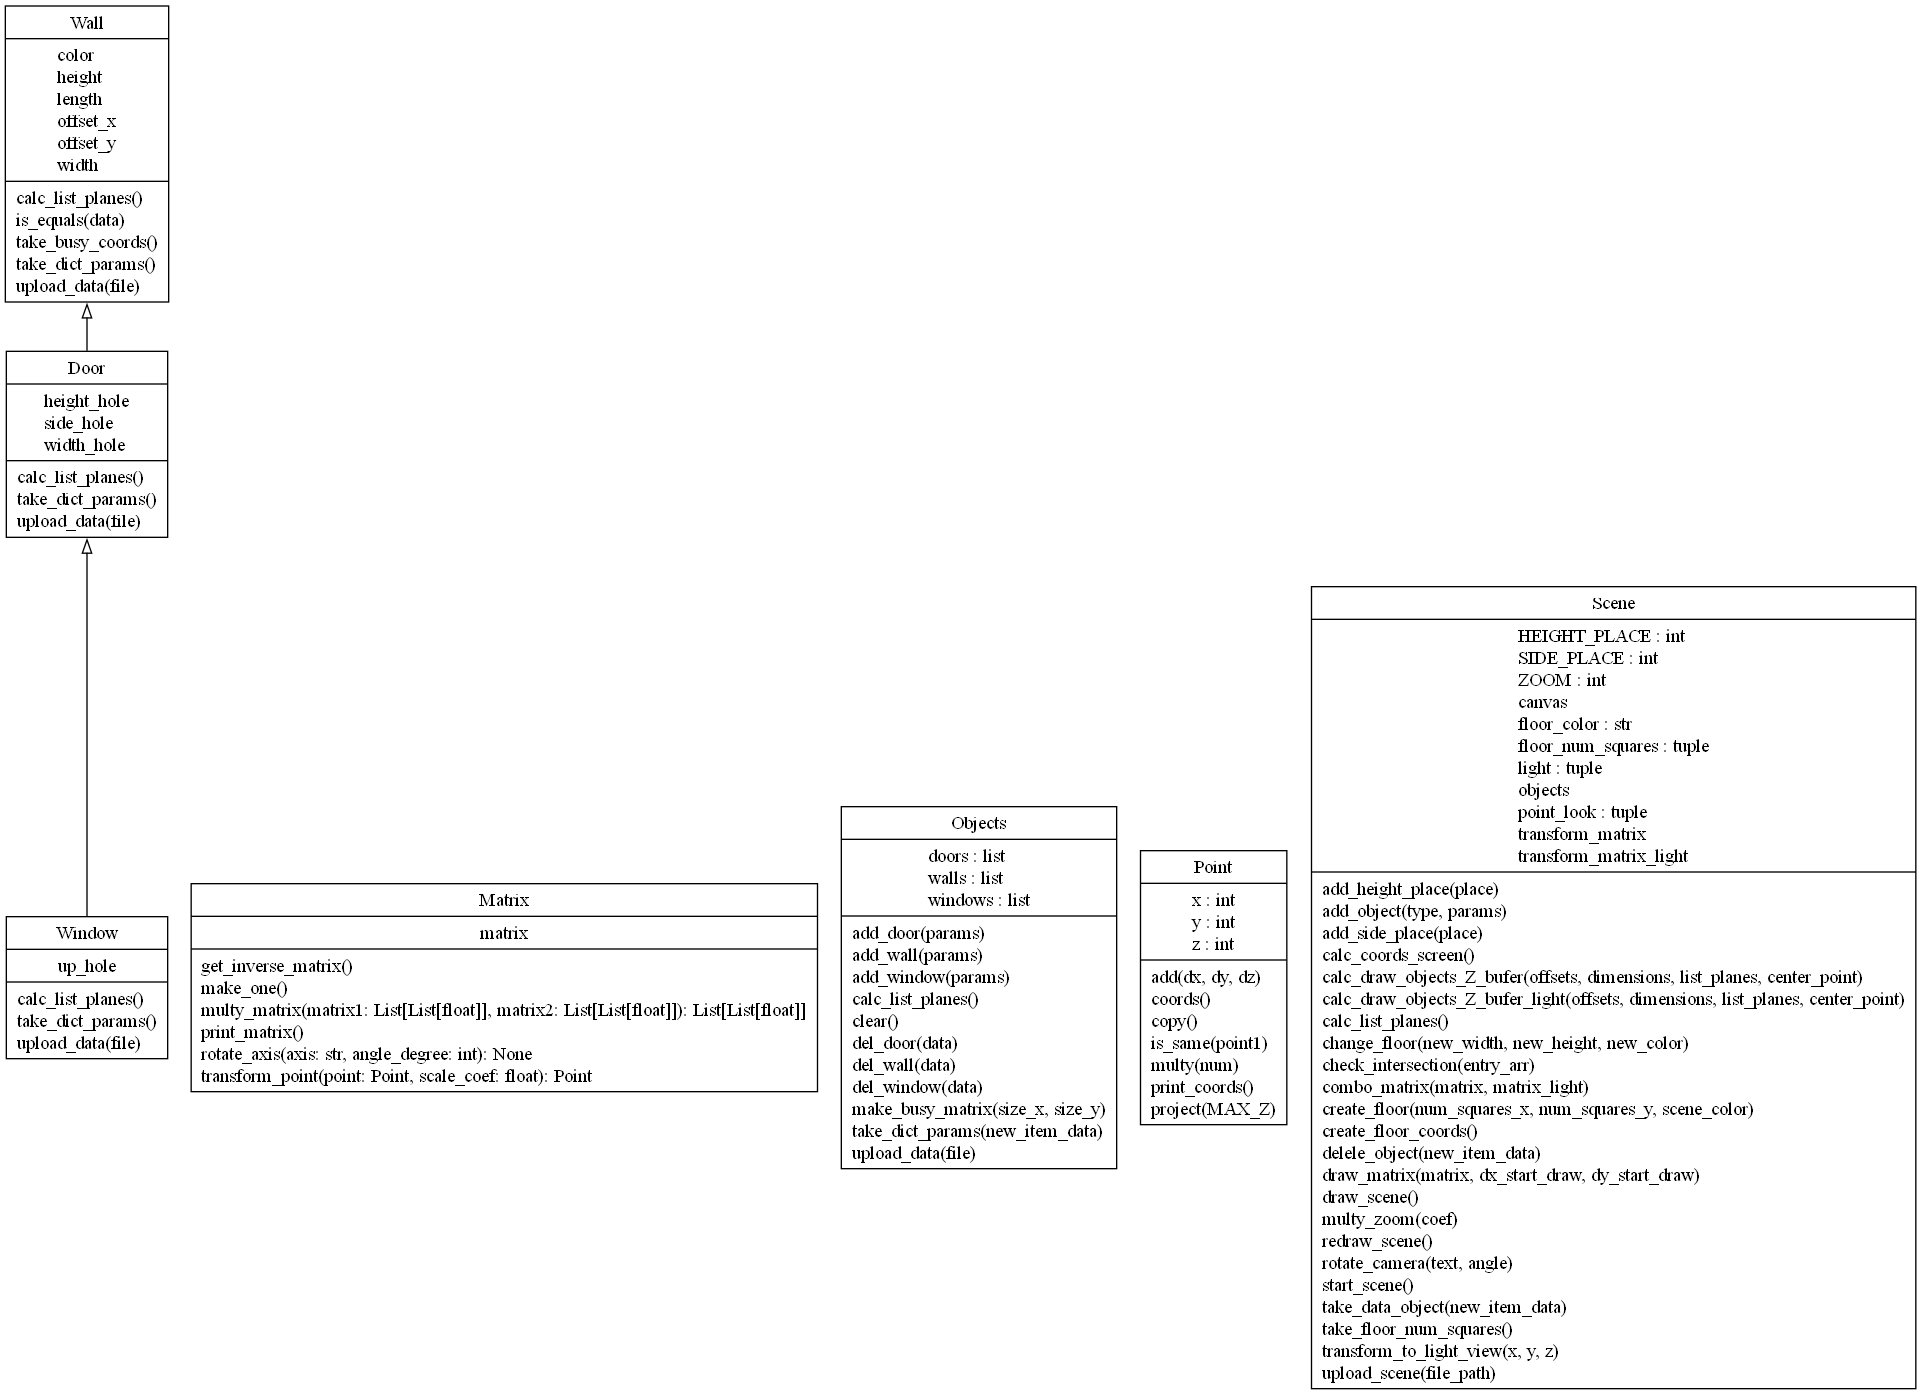 Wall
color
height
length
offset_x
offset_y
width
calc_list_planes()
is_equals(data)
take_busy_coords()
take_dict_params()
upload_data(file)
Door
height_hole
side_hole
width_hole
calc_list_planes()
take_dict_params()
upload_data(file)
Window
up_hole
calc_list_planes()
take_dict_params()
upload_data(file)
Matrix
matrix
get_inverse_matrix()
make_one()
multy_matrix(matrix1: List[List[float]], matrix2: List[List[float]]): List[List[float]]
print_matrix()
rotate_axis(axis: str, angle_degree: int): None
transform_point(point: Point, scale_coef: float): Point
Objects
doors : list
walls : list
windows : list
add_door(params)
add_wall(params)
add_window(params)
calc_list_planes()
clear()
del_door(data)
del_wall(data)
del_window(data)
make_busy_matrix(size_x, size_y)
take_dict_params(new_item_data)
upload_data(file)
Point
x : int
y : int
z : int
add(dx, dy, dz)
coords()
copy()
is_same(point1)
multy(num)
print_coords()
project(MAX_Z)
Scene
HEIGHT_PLACE : int
SIDE_PLACE : int
ZOOM : int
canvas
floor_color : str
floor_num_squares : tuple
light : tuple
objects
point_look : tuple
transform_matrix
transform_matrix_light
add_height_place(place)
add_object(type, params)
add_side_place(place)
calc_coords_screen()
calc_draw_objects_Z_bufer(offsets, dimensions, list_planes, center_point)
calc_draw_objects_Z_bufer_light(offsets, dimensions, list_planes, center_point)
calc_list_planes()
change_floor(new_width, new_height, new_color)
check_intersection(entry_arr)
combo_matrix(matrix, matrix_light)
create_floor(num_squares_x, num_squares_y, scene_color)
create_floor_coords()
delele_object(new_item_data)
draw_matrix(matrix, dx_start_draw, dy_start_draw)
draw_scene()
multy_zoom(coef)
redraw_scene()
rotate_camera(text, angle)
start_scene()
take_data_object(new_item_data)
take_floor_num_squares()
transform_to_light_view(x, y, z)
upload_scene(file_path)